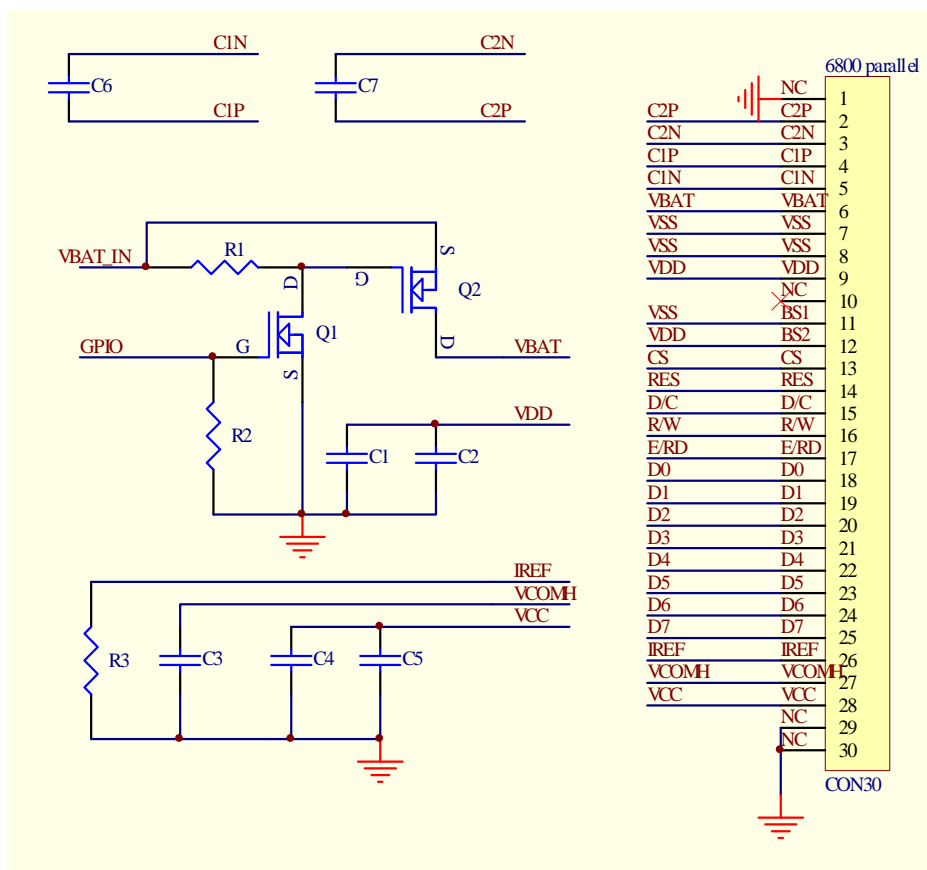 C1N
C2N
C6
C7
C1P
C2P
6800 parallel
NC 1
C2P C2P 2
C2N C2N 3
C1P C1P 4
C1N C1N 5
VBAT VBAT 6
VSS VSS 7
VSS VSS 8
VDD VDD 9
NC 10
VSS BS1 11
VDD BS2 12
CS CS 13
RES RES 14
D/C D/C 15
R/W R/W 16
E/RD E/RD 17
D0 D0 18
D1 D1 19
D2 D2 20
D3 D3 21
D4 D4 22
D5 D5 23
D6 D6 24
D7 D7 25
IREF IREF 26
VCOMH VCOMH 27
VCC VCC 28
NC 29
NC 30
CON30
VBAT_IN
R1
S
D
G
Q2
Q1
GPIO
G
D
VBAT
S
VDD
R2
C1
C2
IREF
VCOMH
VCC
R3
C3
C4
C5